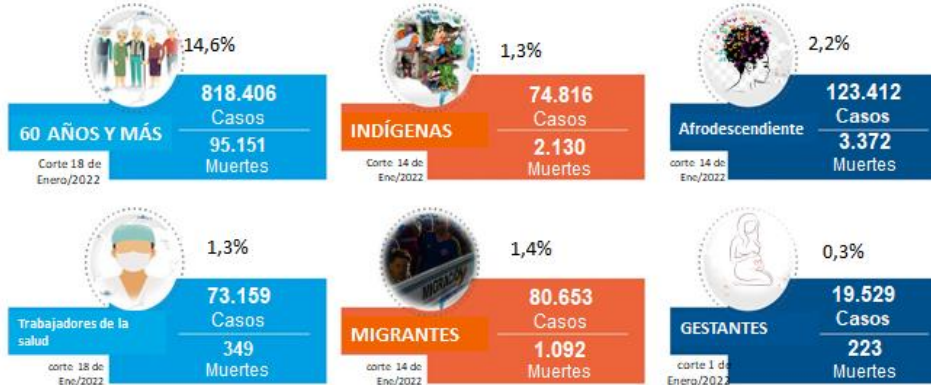 14,6%
818.406
Casos
60 AÑOS Y MÁS
95.151
Muertes
Corte 18 de
Enero/2022
1,3%
74.816
Casos
INDÍGENAS
2.130
Muertes
Corte 14 de
Ene/2022
2,2%
123.412
Casos
Afrodescendiente
3.372
Muertes
corte 14 de
Ene/2022
1,3%
73.159
Casos
Trabajadores de la
salud
349
Muertes
corte 18 de
Ene/2022
1,4%
80.653
Casos
MIGRANTES
1.092
Muertes
corte 14 de
Ene/2022
0,3%
19.529
Casos
GESTANTES
223
Muertes
corte 1 de
Enero/2022